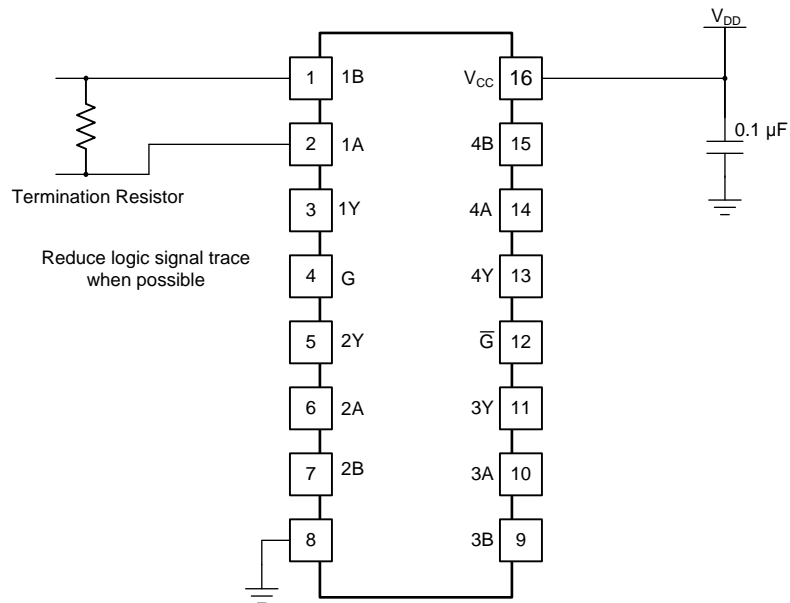 V_DD
1 1B V_CC 16
0.1 µF
2 1A 4B 15
Termination Resistor
3 1Y 4A 14
Reduce logic signal trace
when possible
4 G 4Y 13
5 2Y G̅ 12
6 2A 3Y 11
7 2B 3A 10
8 3B 9